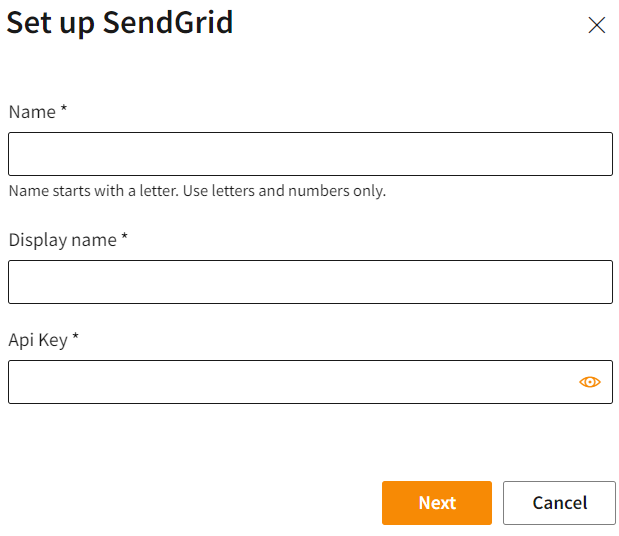 Set up SendGrid
Name *
Name starts with a letter. Use letters and numbers only.
Display name *
Api Key *
Next
Cancel